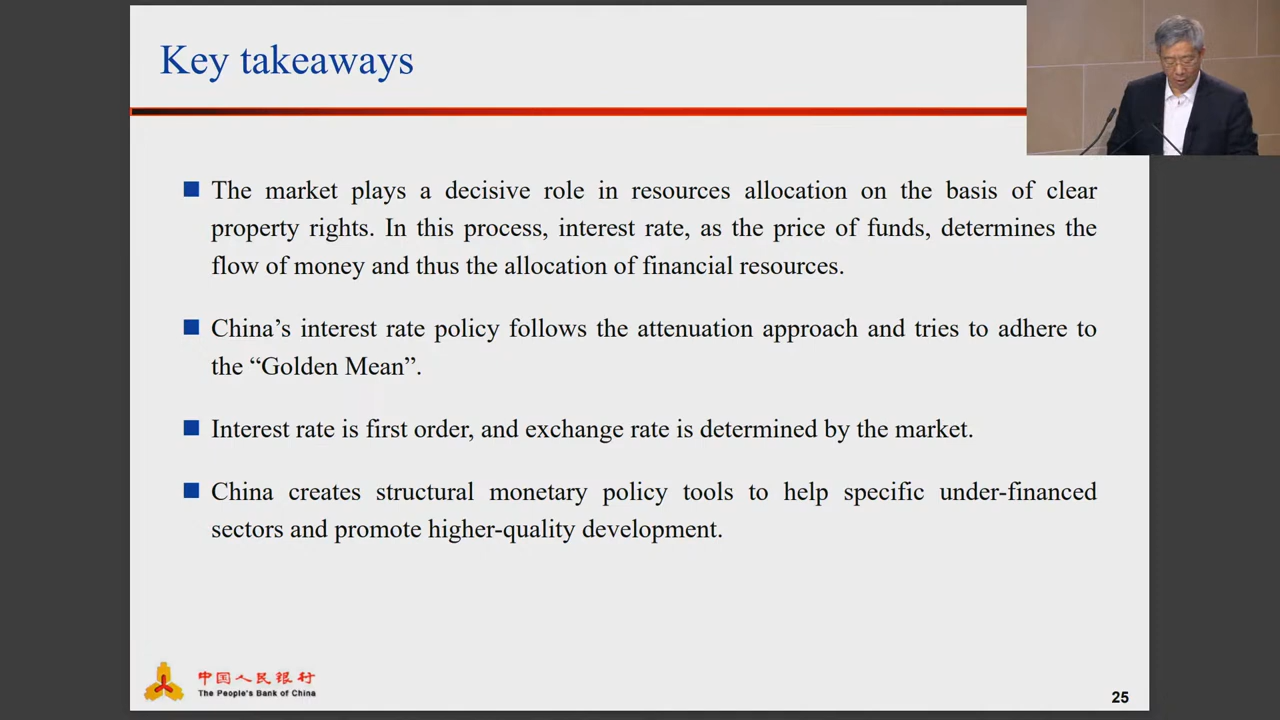 Key takeaways
The market plays a decisive role in resources allocation on the basis of clear
property rights. In this process, interest rate, as the price of funds, determines the
flow of money and thus the allocation of financial resources.
China’s interest rate policy follows the attenuation approach and tries to adhere to
the “Golden Mean”.
Interest rate is first order, and exchange rate is determined by the market.
China creates structural monetary policy tools to help specific under-financed
sectors and promote higher-quality development.
中国人民银行
The People's Bank of China
25